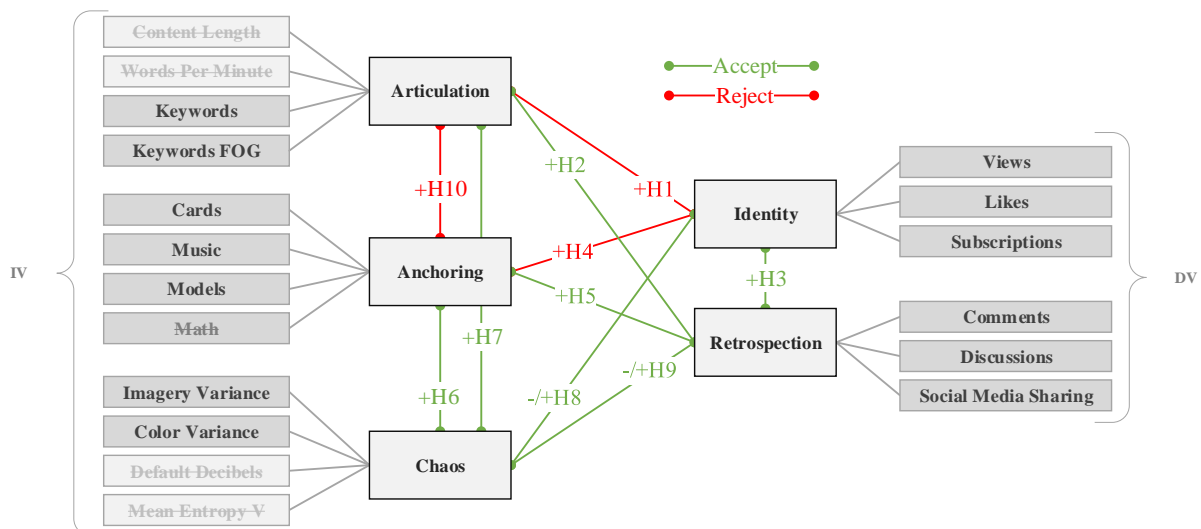 Content Length
Words Per Minute
Keywords
Keywords FOG
Cards
Music
Models
Math
Imagery Variance
Color Variance
Default Decibels
Mean Entropy V
IV
Articulation
Anchoring
Chaos
+H10
+H6
+H7
+H2
+H1
+H4
+H5
-/+H8
-/+H9
Accept
Reject
Identity
+H3
Retrospection
Views
Likes
Subscriptions
Comments
Discussions
Social Media Sharing
DV